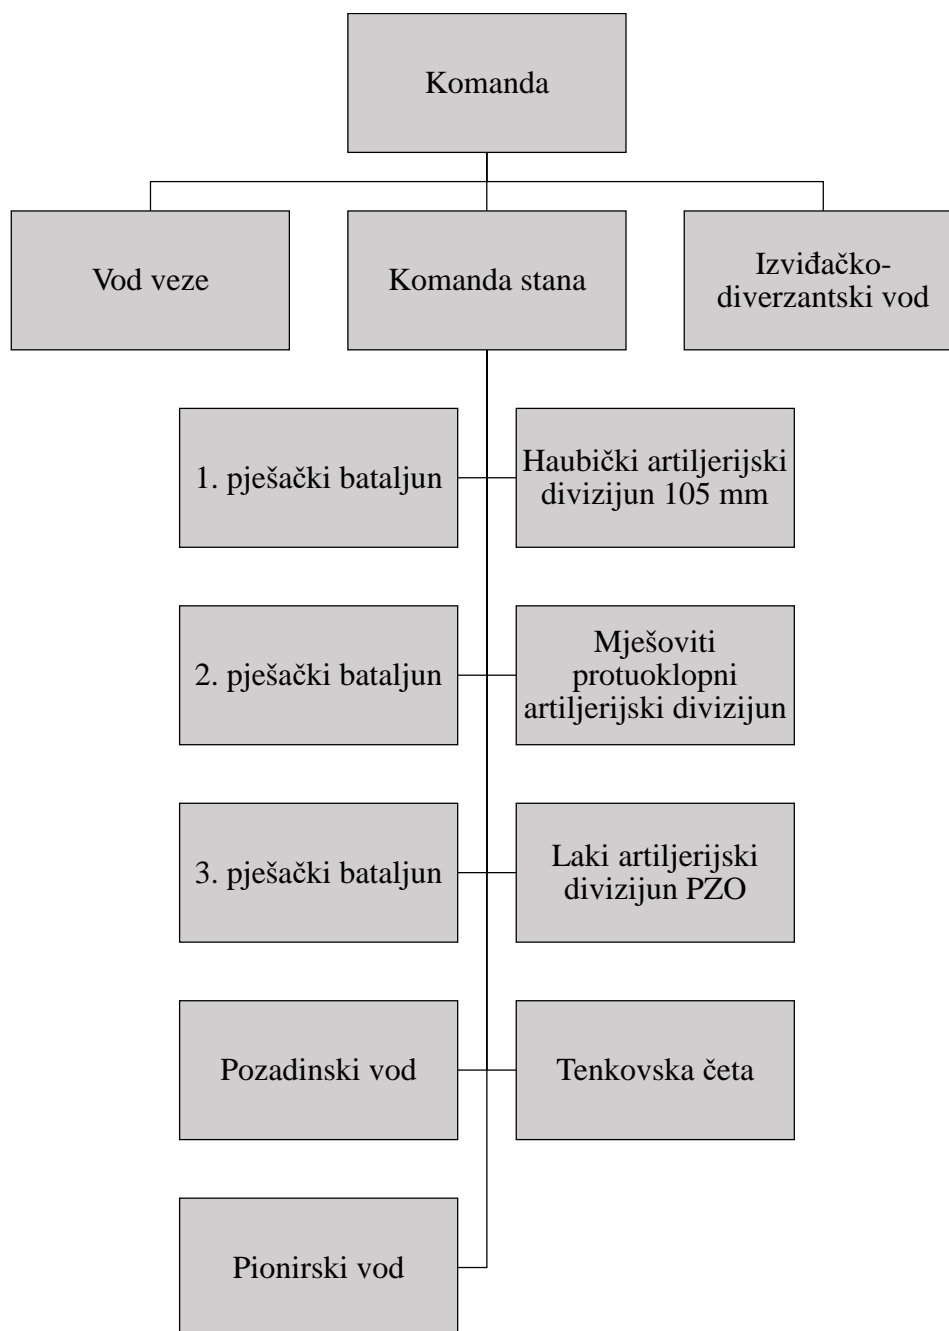 Komanda
Vod veze
Komanda stana
Izviđačko-
diverzantski vod
1. pješački bataljun
Haubički artiljerijski
divizijun 105 mm
2. pješački bataljun
Mješoviti
protuoklopni
artiljerijski divizijun
3. pješački bataljun
Laki artiljerijski
divizijun PZO
Pozadinski vod
Tenkovska četa
Pionirski vod